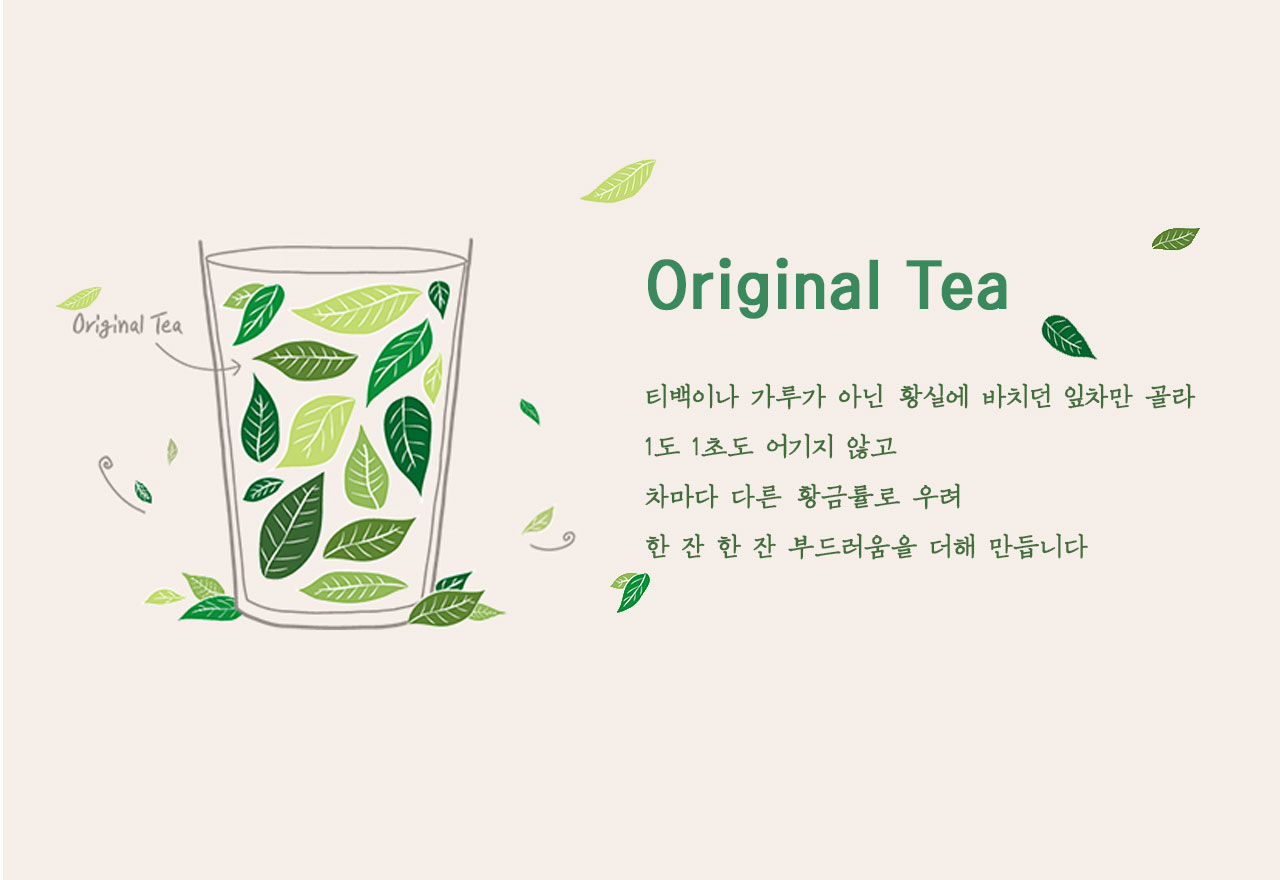 Original Tea
Original Tea
티백이나 가루가 아닌 황실에 바치던 잎차만 골라
1도 1초도 어기지 않고
차마다 다른 황금률로 우려
한 잔 한 잔 부드러움을 더해 만듭니다